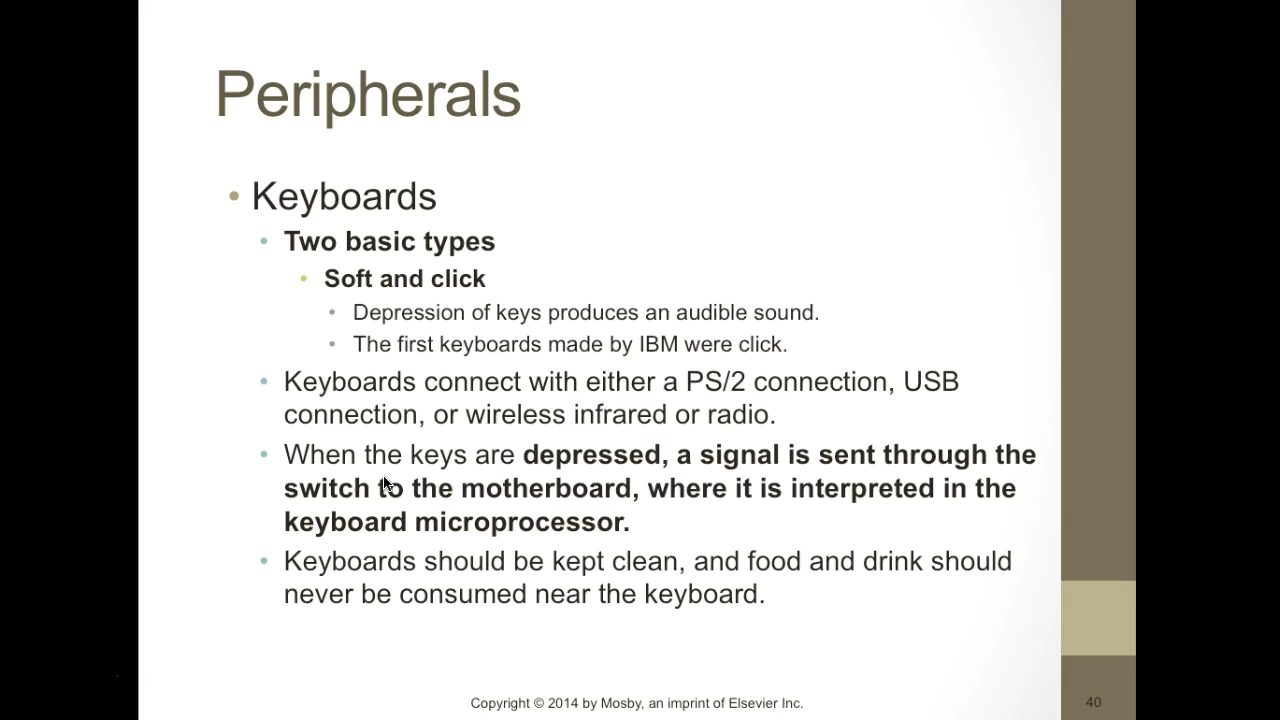 Peripherals
• Keyboards
• Two basic types
• Soft and click
• Depression of keys produces an audible sound.
• The first keyboards made by IBM were click.
• Keyboards connect with either a PS/2 connection, USB
connection, or wireless infrared or radio.
• When the keys are depressed, a signal is sent through the
switch to the motherboard, where it is interpreted in the
keyboard microprocessor.
• Keyboards should be kept clean, and food and drink should
never be consumed near the keyboard.
Copyright © 2014 by Mosby, an imprint of Elsevier Inc.
40